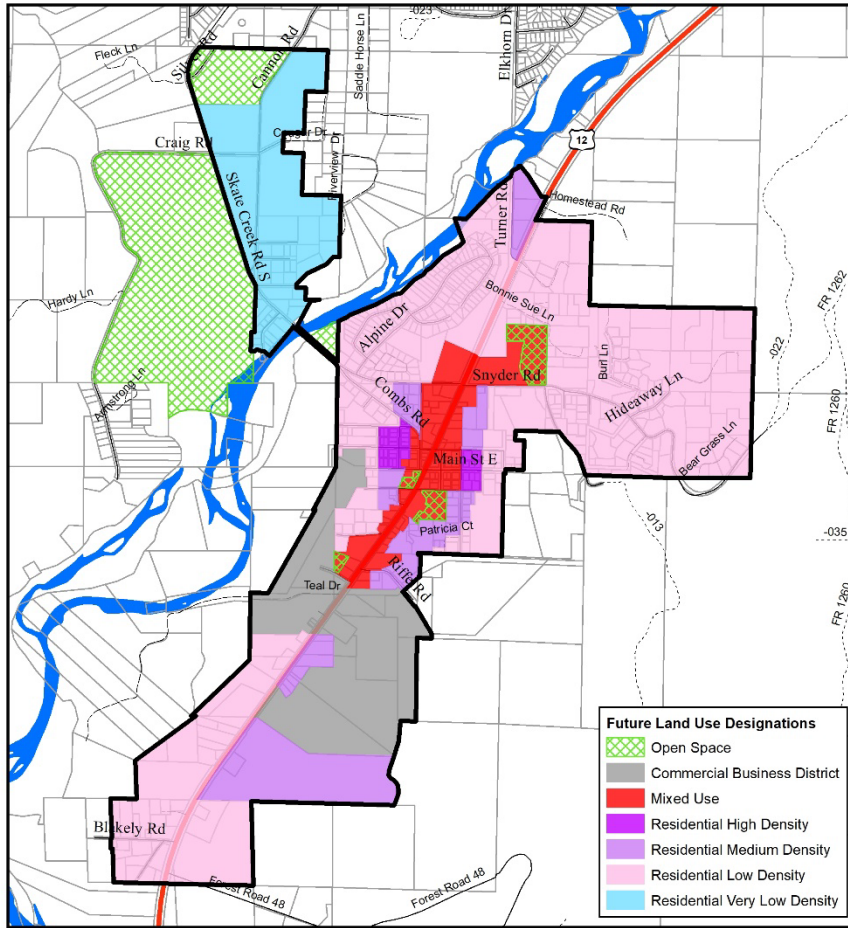 -023
Fleck Ln
Silver Rd
Cannon Rd
Saddle Horse Ln
Elkhorn Dr
12
Craig Rd
Cougar Dr
Riverview Dr
Skate Creek Rd S
Turner Rd
Homestead Rd
Hardy Ln
Bonnie Sue Ln
Alpine Dr
FR 1262
-022
Burl Ln
Snyder Rd
Armstrong Ln
Combs Rd
Hideaway Ln
FR 1260
Main St E
Bear Grass Ln
-013
Patricia Ct
-035
Riffe Rd
Teal Dr
FR 1260
Blakely Rd
Forest Road 48
Forest Road 48
Future Land Use Designations
Open Space
Commercial Business District
Mixed Use
Residential High Density
Residential Medium Density
Residential Low Density
Residential Very Low Density